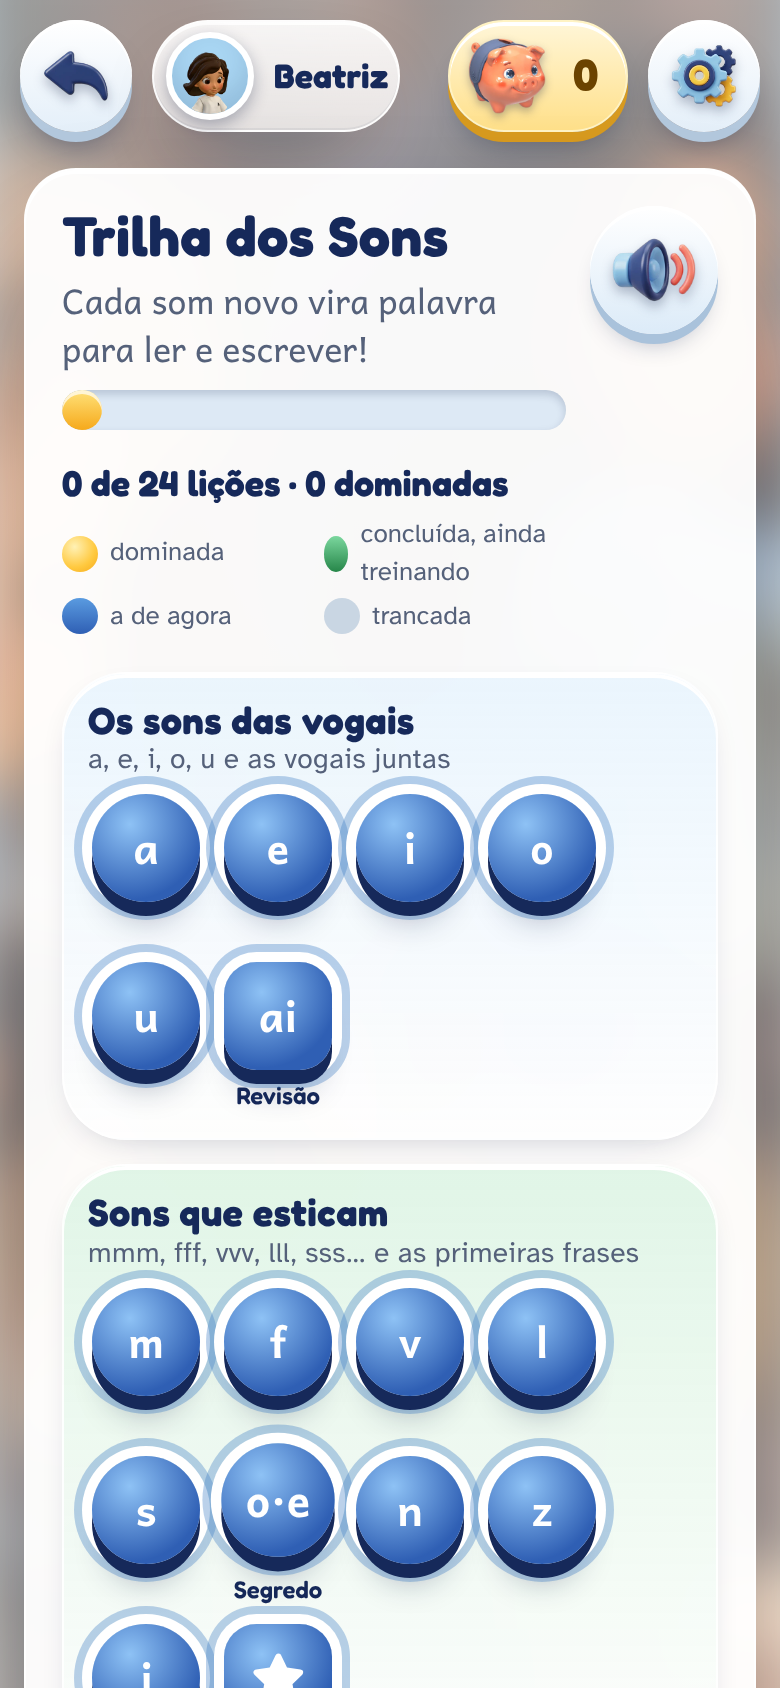 Beatriz
0
Trilha dos Sons
Cada som novo vira palavra
para ler e escrever!
0 de 24 lições · 0 dominadas
dominada
concluída, ainda
treinando
a de agora
trancada
Os sons das vogais
a, e, i, o, u e as vogais juntas
a e i o
u ai
Revisão
Sons que esticam
mmm, fff, vvv, lll, sss... e as primeiras frases
m f v l
s o·e n z
Segredo
j